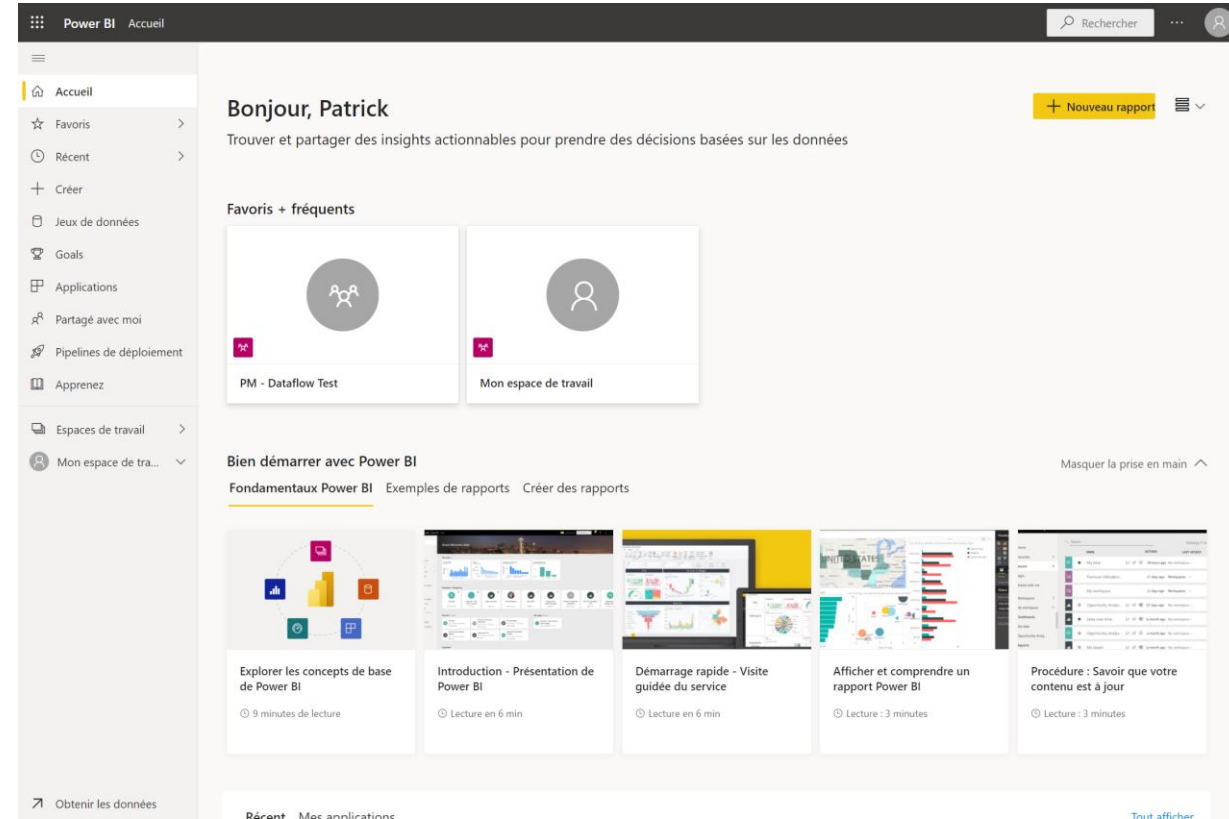 Power BI Accueil
Rechercher
Accueil
Favoris
Récent
Créer
Jeux de données
Goals
Applications
Partagé avec moi
Pipelines de déploiement
Apprenez
Espaces de travail
Mon espace de tra...
Obtenir les données
Bonjour, Patrick
Nouveau rapport
Trouver et partager des insights actionnables pour prendre des décisions basées sur les données
Favoris + fréquents
PM - Dataflow Test
Mon espace de travail
Bien démarrer avec Power BI
Masquer la prise en main
Fondamentaux Power BI Exemples de rapports Créer des rapports
UNITED STATES
Explorer les concepts de base
de Power BI
9 minutes de lecture
Introduction - Présentation de
Power BI
Lecture en 6 min
Démarrage rapide - Visite
guidée du service
Lecture en 6 min
Afficher et comprendre un
rapport Power BI
Lecture : 3 minutes
Procédure : Savoir que votre
contenu est à jour
Lecture : 3 minutes
Récent Mes applications
Tout afficher